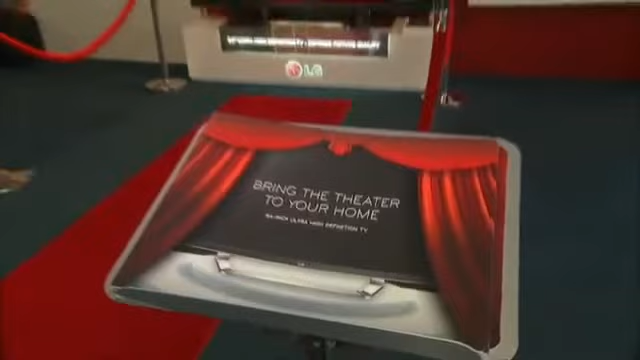 LG
BRING THE THEATER
TO YOUR HOME
84-INCH ULTRA HIGH DEFINITION TV